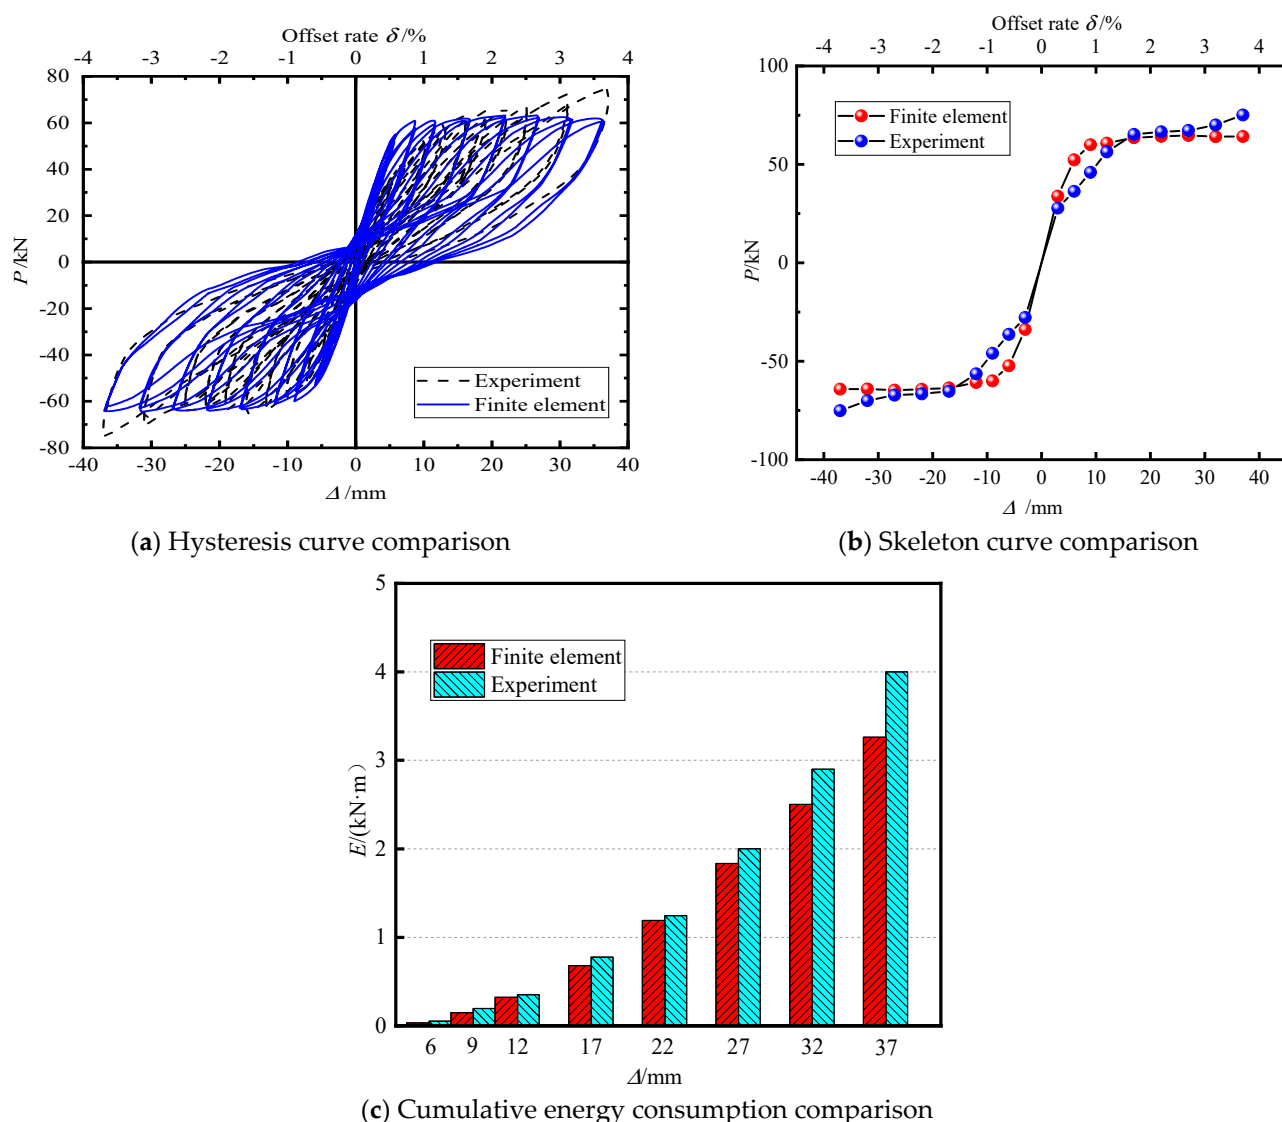 Offset rate δ/%
-4 -3 -2 -1 0 1 2 3 4
80
60
40
20
0
-20
-40
-60
-80
P/kN
Experiment
Finite element
-40 -30 -20 -10 0 10 20 30 40
Δ/mm
(a) Hysteresis curve comparison
Offset rate δ/%
-4 -3 -2 -1 0 1 2 3 4
100
50
0
-50
-100
P/kN
Finite element
Experiment
-40 -30 -20 -10 0 10 20 30 40
Δ /mm
(b) Skeleton curve comparison
5
4
3
2
1
0
E/(kN·m)
Finite element
Experiment
6 9 12 17 22 27 32 37
Δ/mm
(c) Cumulative energy consumption comparison